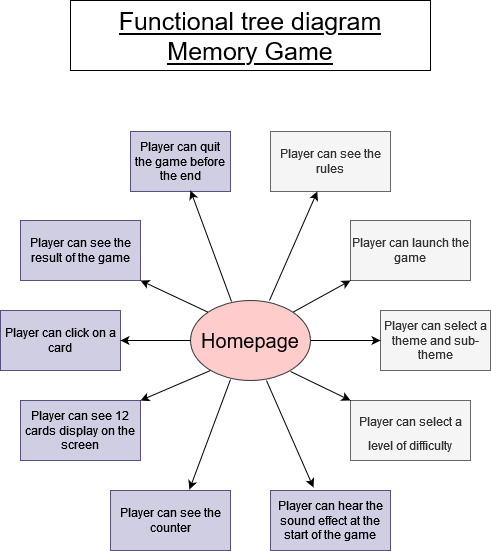 Functional tree diagram
Memory Game
Player can quit
the game before
the end
Player can see the
rules
Player can see the
result of the game
Player can launch the
game
Player can click on a
card
Homepage
Player can select a
theme and sub-
theme
Player can see 12
cards display on the
screen
Player can select a
level of difficulty
Player can see the
counter
Player can hear the
sound effect at the
start of the game